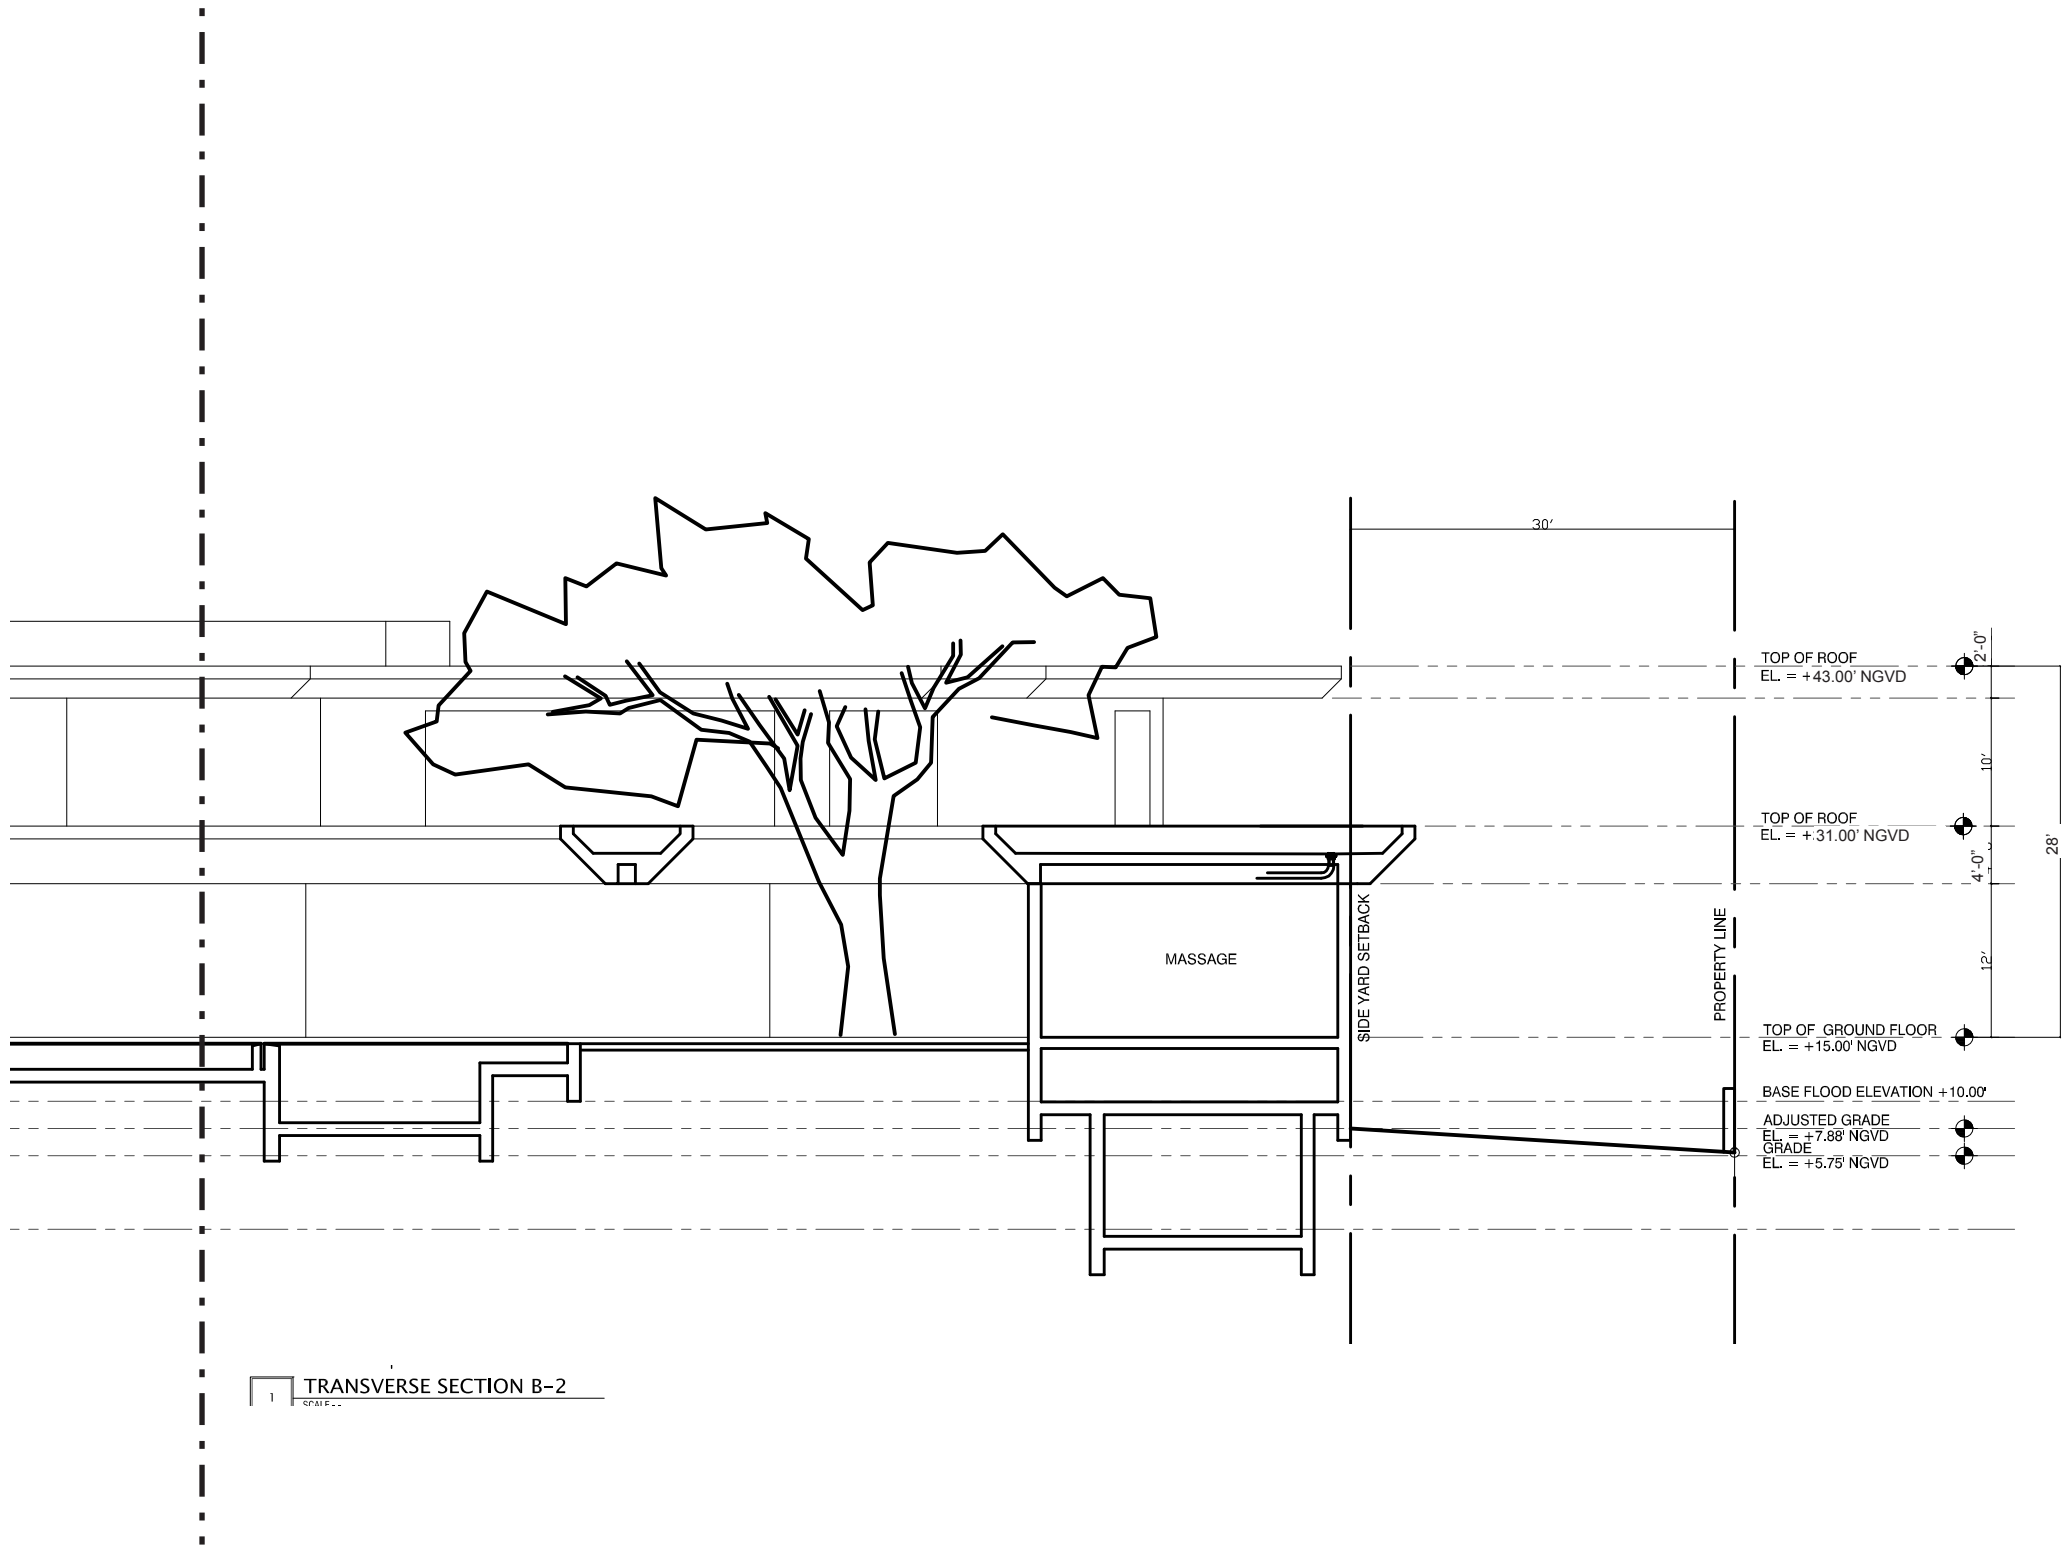 30'
2'-0"
TOP OF ROOF
EL. = +43.00' NGVD
10'
TOP OF ROOF
EL. = +31.00' NGVD
28'
4'-0"
SIDE YARD SETBACK
PROPERTY LINE
MASSAGE
12'
TOP OF GROUND FLOOR
EL. = +15.00' NGVD
BASE FLOOD ELEVATION +10.00'
ADJUSTED GRADE
EL. = +7.88' NGVD
GRADE
EL. = +5.75' NGVD
1
TRANSVERSE SECTION B-2
SCALE--